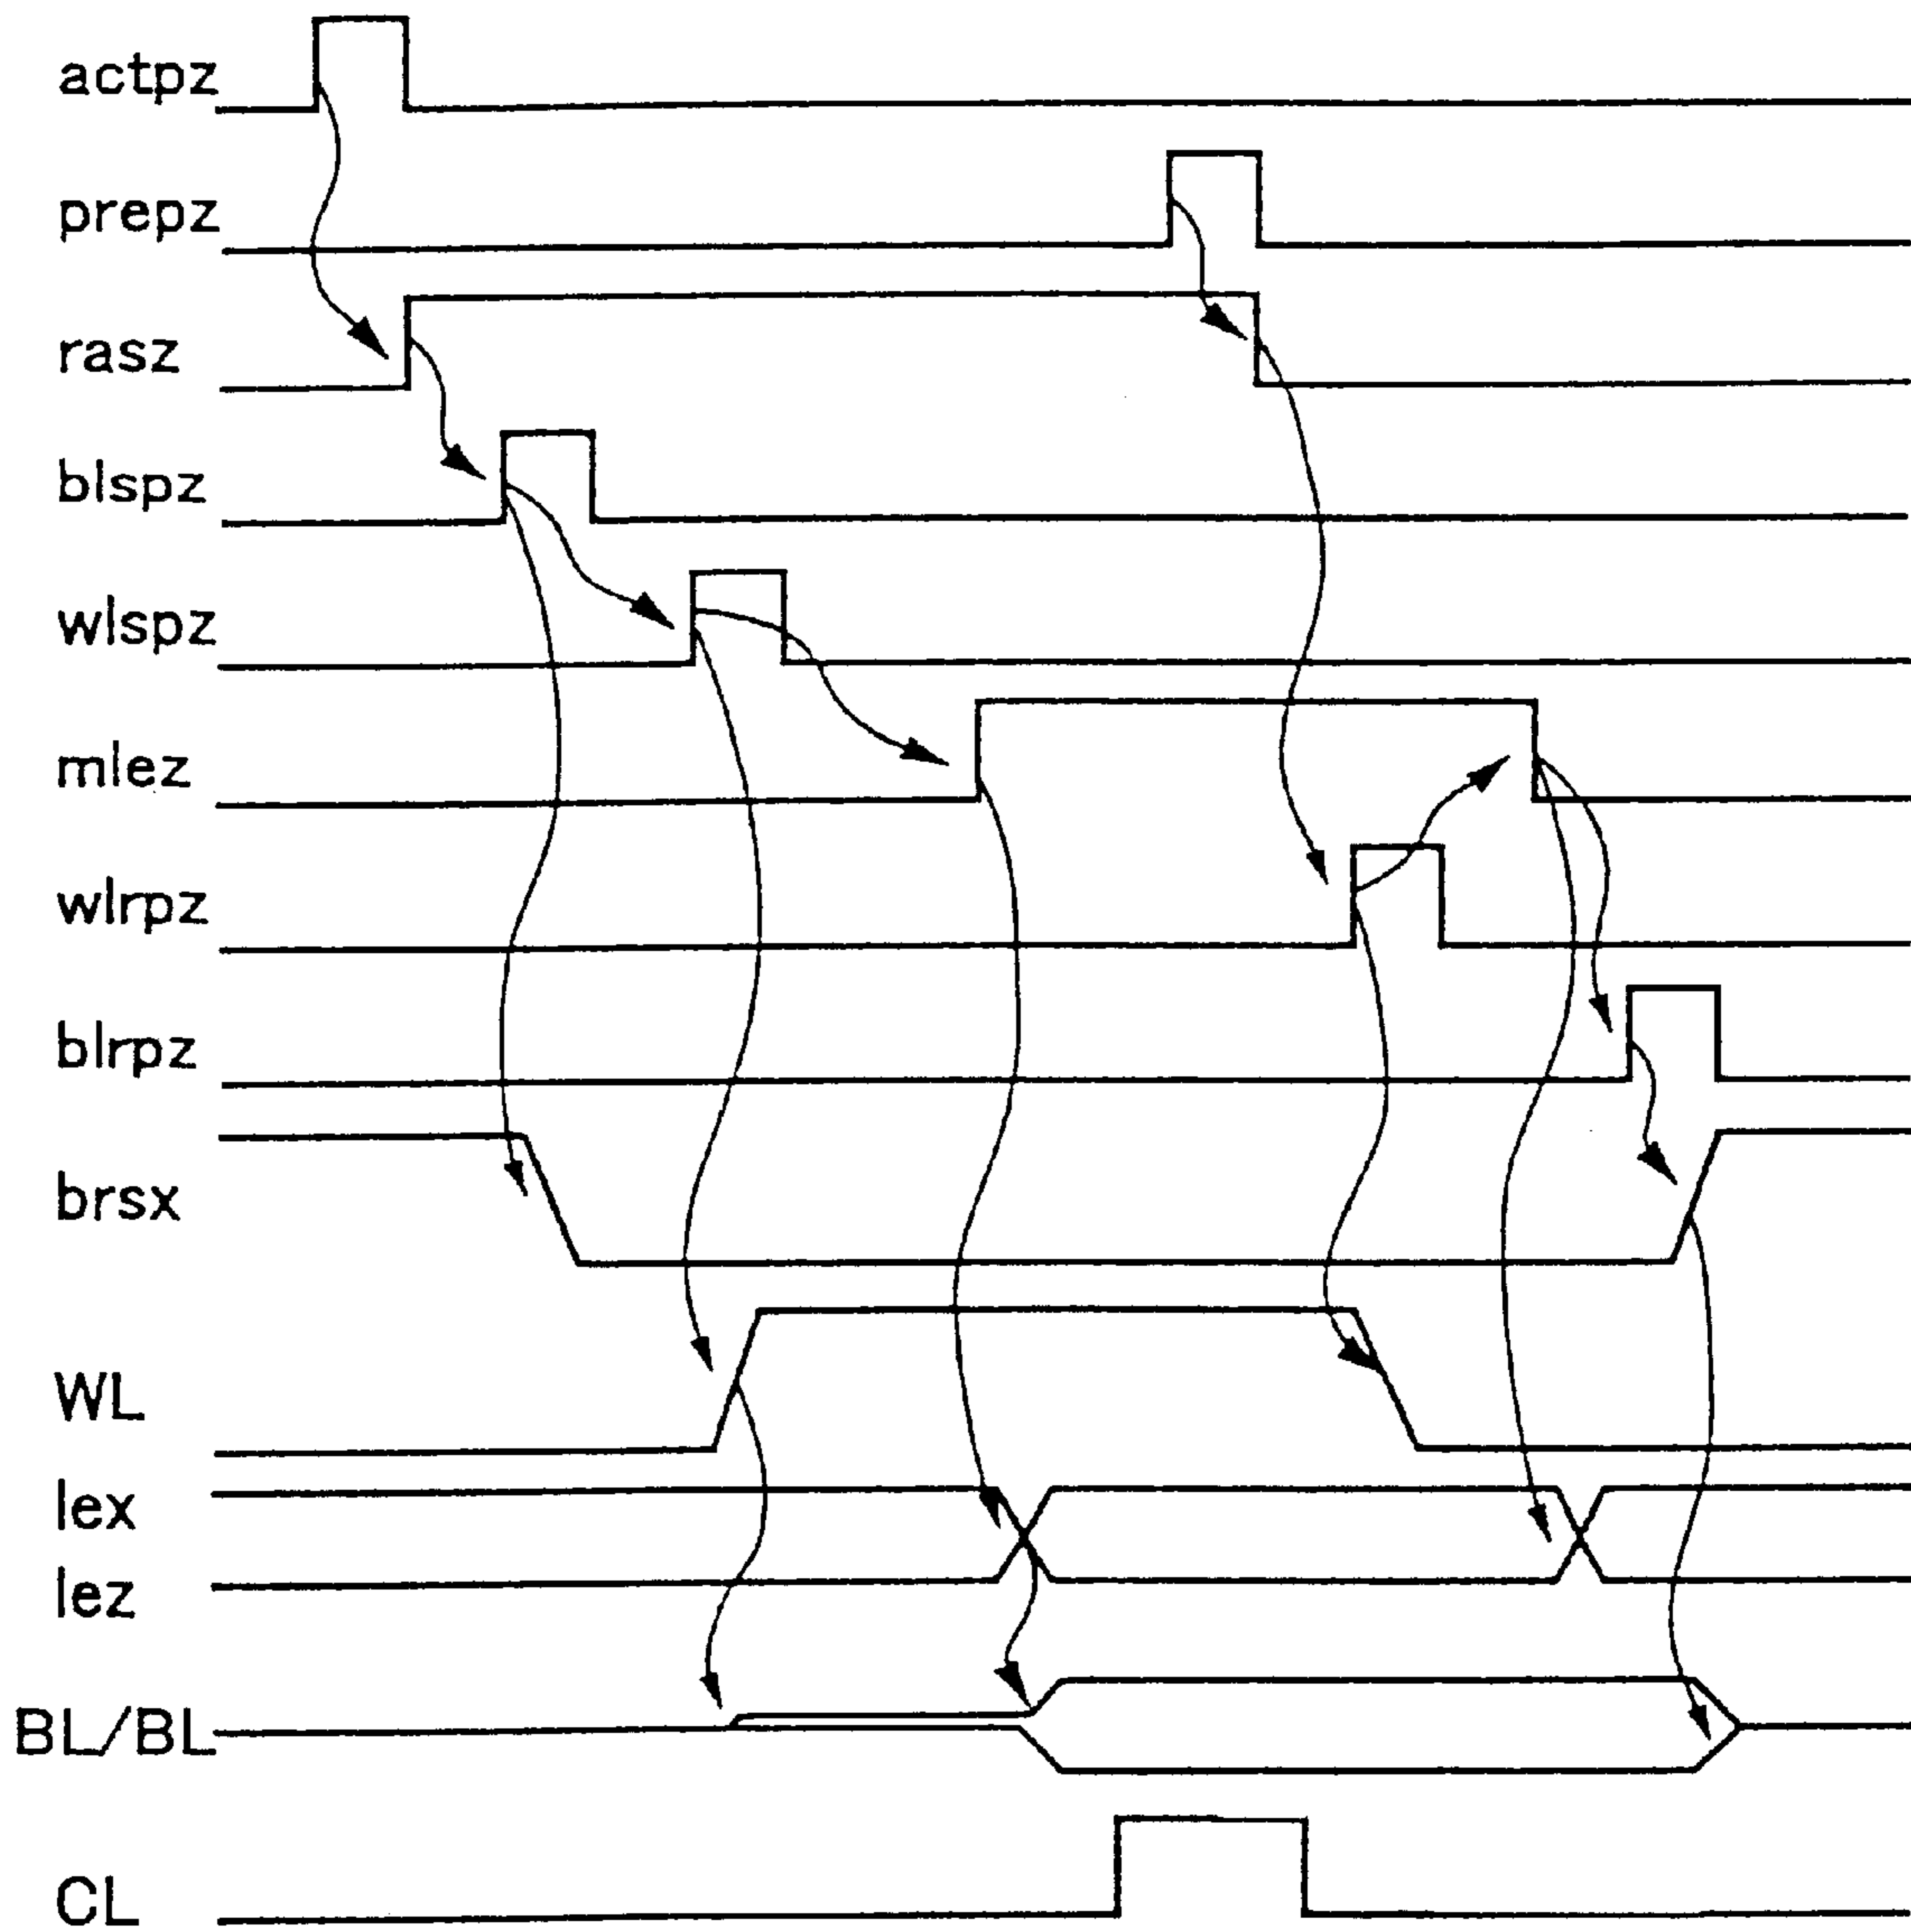 actpz
prepz
rasz
blspz
wlspz
mlez
wlrpz
blrpz
brsx
WL
lex
lez
BL/BL
CL